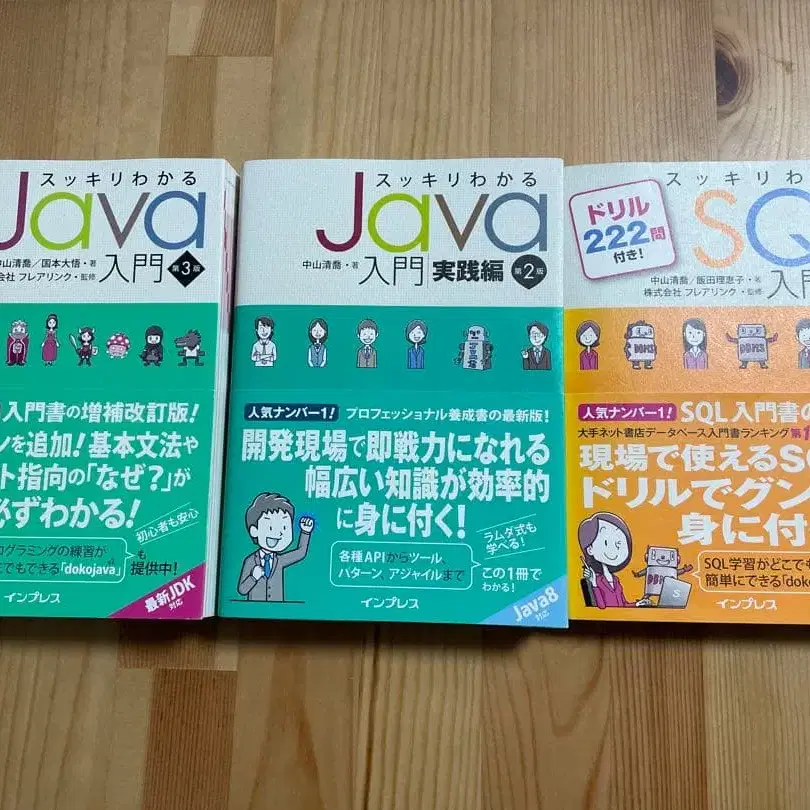 スッキリわかる
Java
入門 第3版
中山清喬/国本大悟・著
会社 フレアリンク・監修
入門書の増補改訂版!
ンを追加!基本文法や
ト指向の「なぜ?」が
必ずわかる!
初心者も安心
ログラミングの練習が
こでもできる「dokojava」も
提供中!
最新JDK
対応
インプレス
スッキリわかる
Java
入門 実践編 第2版
中山清喬・著
人気ナンバー1! プロフェッショナル養成書の最新版!
開発現場で即戦力になれる
幅広い知識が効率的
に身に付く!
ラムダ式も
学べる!
各種APIからツール、
パターン、アジャイルまで
この1冊で
わかる!
Java8
対応
インプレス
ドリル
222問
付き!
スッキリわ
SQ
入門
中山清喬/飯田理恵子・著
株式会社 フレアリンク・監修
DBMS
DBMS
人気ナンバー1! SQL入門書の
大手ネット書店データベース入門書ランキング第1
現場で使えるSQ
ドリルでグン
身に付
SQL学習がどこでも
簡単にできる「doko
DBMS
S
インプレス